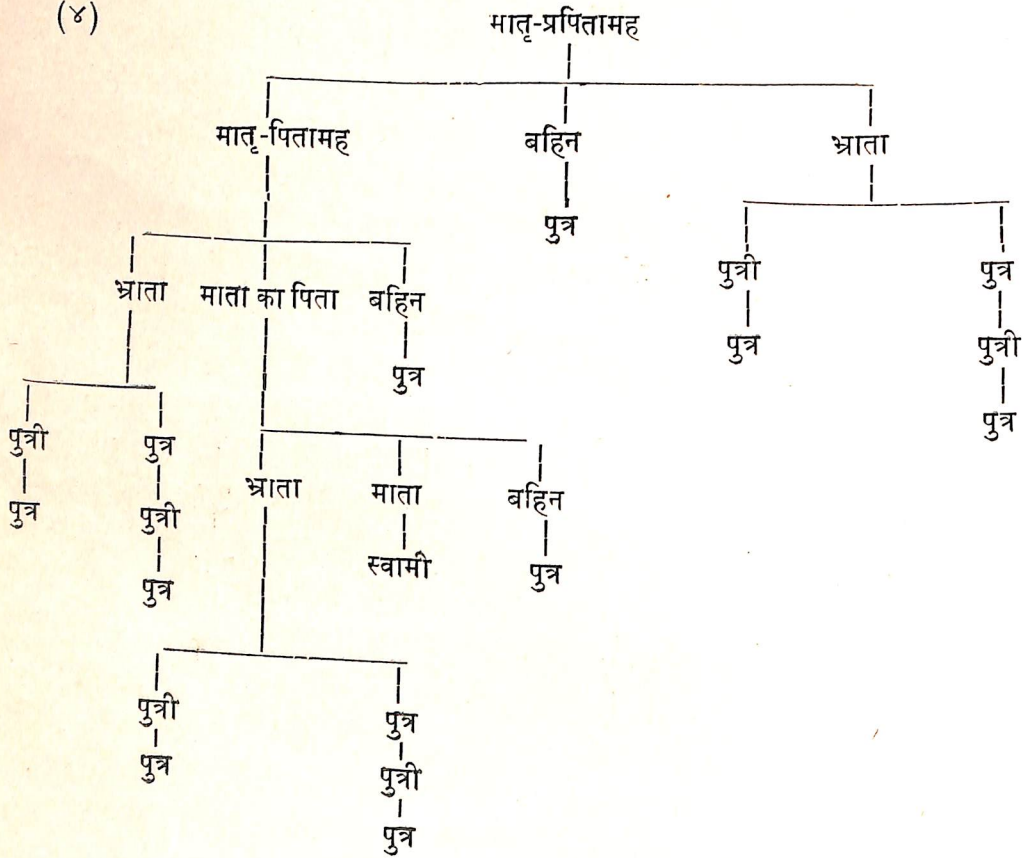 (४)
मातृ-प्रपितामह
मातृ-पितामह बहिन भ्राता
पुत्र
पुत्री पुत्र
भ्राता माता का पिता बहिन
पुत्र पुत्री
पुत्र
पुत्र
पुत्री पुत्र
भ्राता माता बहिन
पुत्र पुत्री
स्वामी पुत्र
पुत्र
पुत्री पुत्र
पुत्र
पुत्री
पुत्र